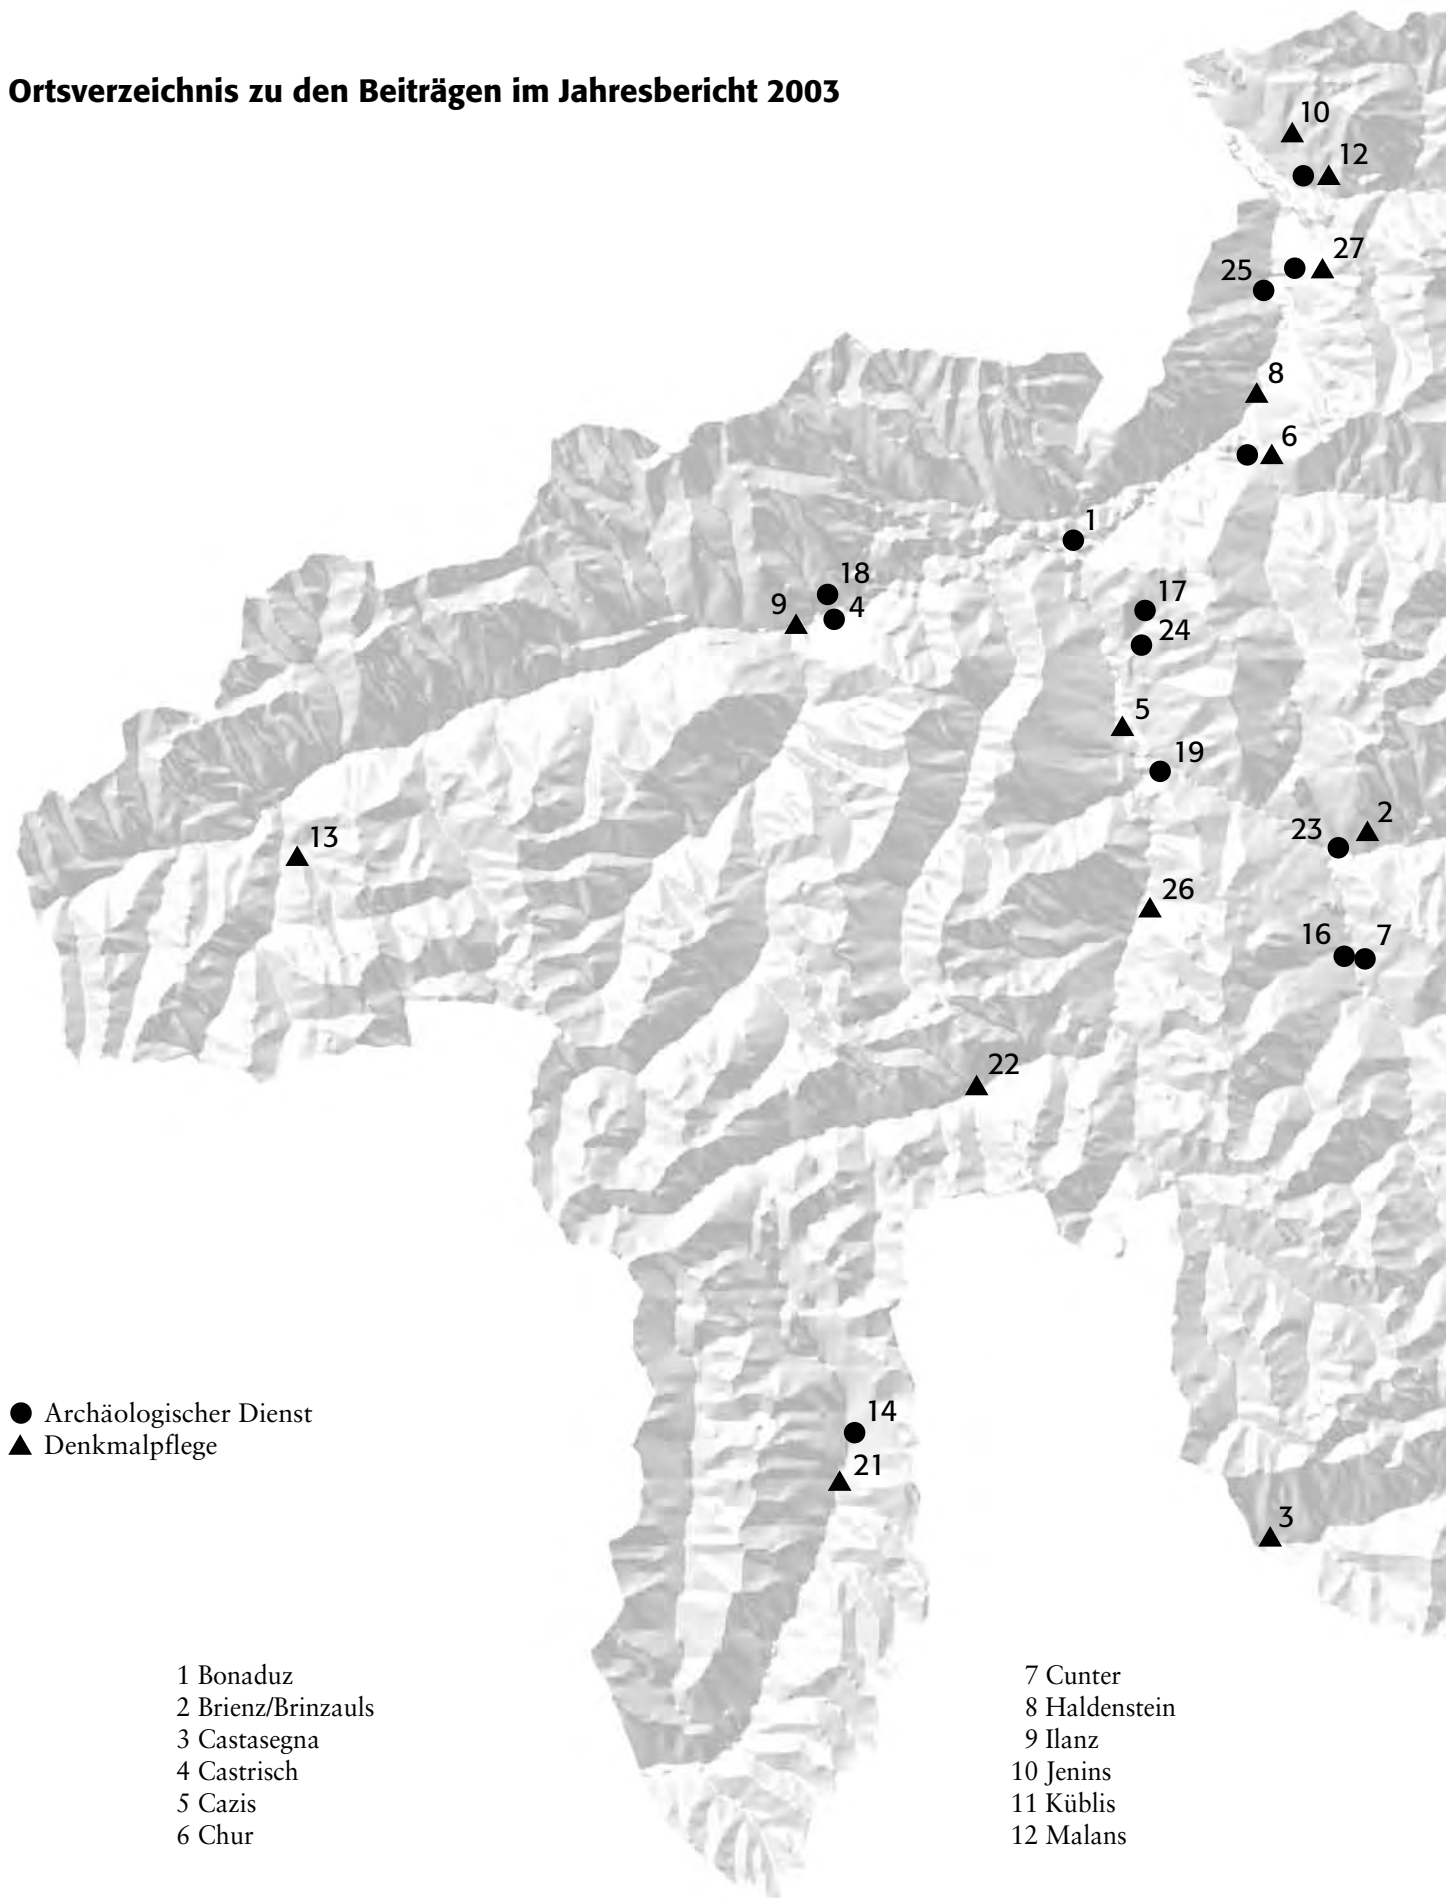 Ortsverzeichnis zu den Beiträgen im Jahresbericht 2003
10
12
27
25
8
6
1
18
9
4
17
24
5
19
2
23
13
26
16
7
22
14
21
3
Archäologischer Dienst
Denkmalpflege
1 Bonaduz
2 Brienz/Brinzauls
3 Castasegna
4 Castrisch
5 Cazis
6 Chur
7 Cunter
8 Haldenstein
9 Ilanz
10 Jenins
11 Küblis
12 Malans